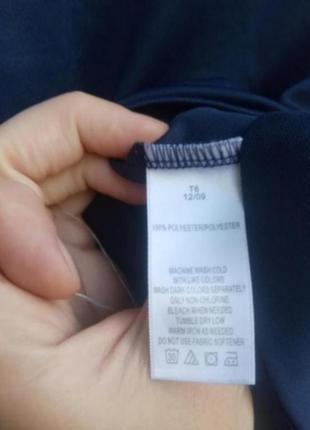 T6
12/09
100% POLYESTER/POLYESTER
MACHINE WASH COLD
WITH LIKE COLORS
WASH DARK COLORS SEPARATELY
ONLY NON-CHLORINE
BLEACH WHEN NEEDED
TUMBLE DRY LOW
WARM IRON AS NEEDED
DO NOT USE FABRIC SOFTENER
30